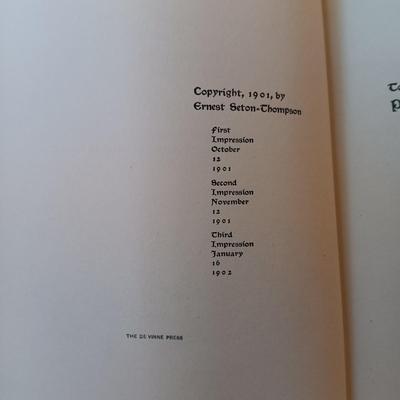 Copyright, 1901, by
Ernest Seton-Thompson
First
Impression
October
12
1901
Second
Impression
November
12
1901
Third
Impression
January
16
1902
THE DE VINNE PRESS